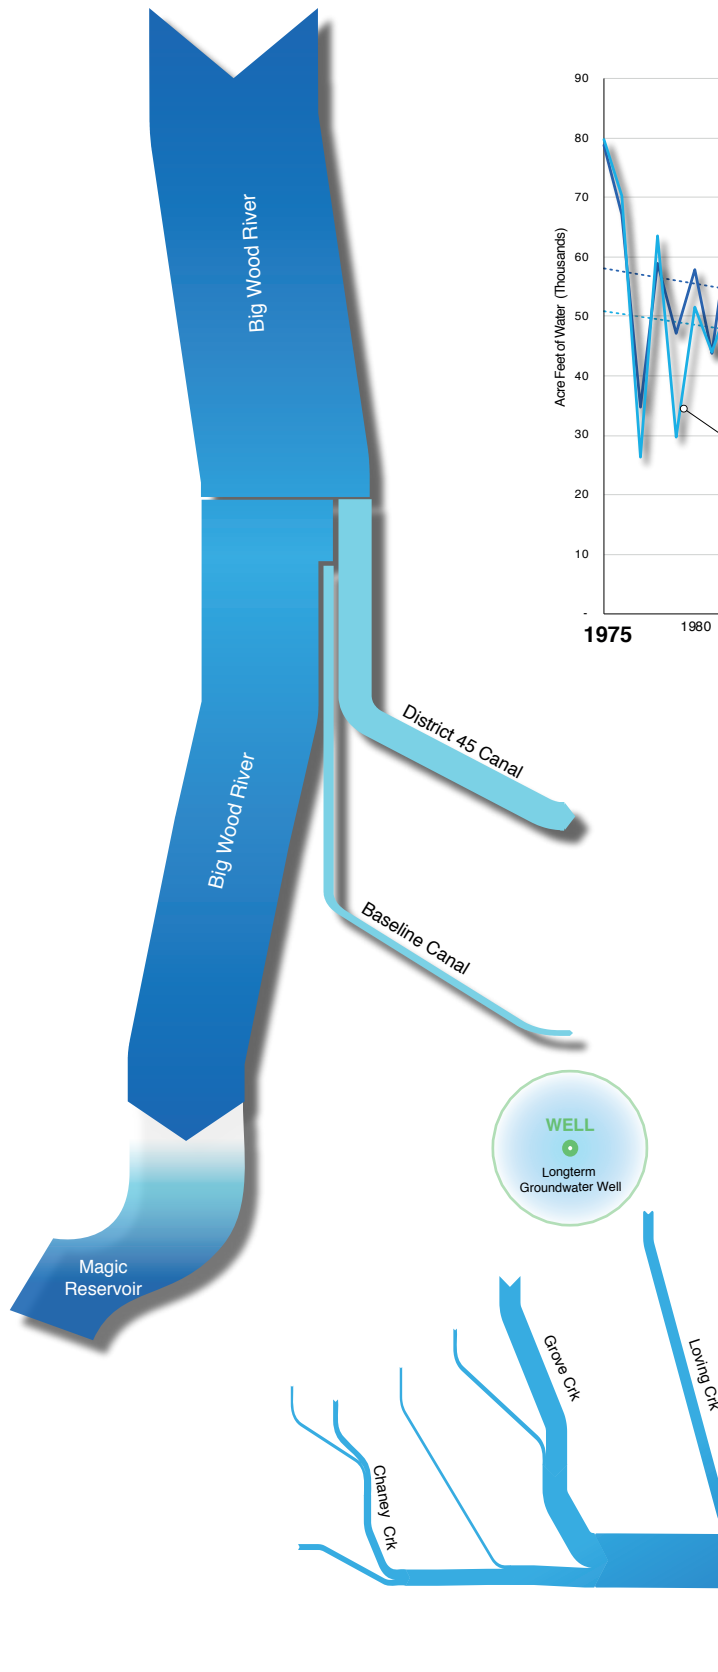 Big Wood River
90
80
70
60
50
40
30
20
10
-
Acre Feet of Water (Thousands)
1975
1980
District 45 Canal
Big Wood River
Baseline Canal
WELL
Longterm
Groundwater Well
Magic
Reservoir
Grove Crk
Loving Crk
Chaney Crk